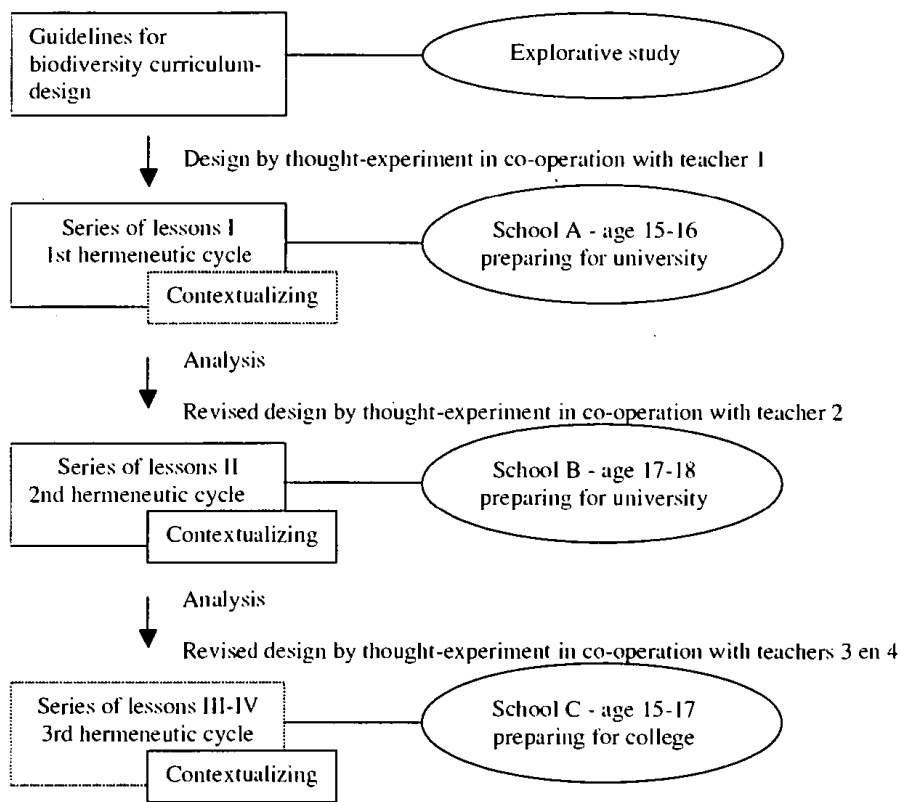 Guidelines for
biodiversity curriculum-
design
Explorative study
Design by thought-experiment in co-operation with teacher 1
Series of lessons I
1st hermeneutic cycle
Contextualizing
School A - age 15-16
preparing for university
Analysis
Revised design by thought-experiment in co-operation with teacher 2
Series of lessons II
2nd hermeneutic cycle
Contextualizing
School B - age 17-18
preparing for university
Analysis
Revised design by thought-experiment in co-operation with teachers 3 en 4
Series of lessons III-IV
3rd hermeneutic cycle
Contextualizing
School C - age 15-17
preparing for college